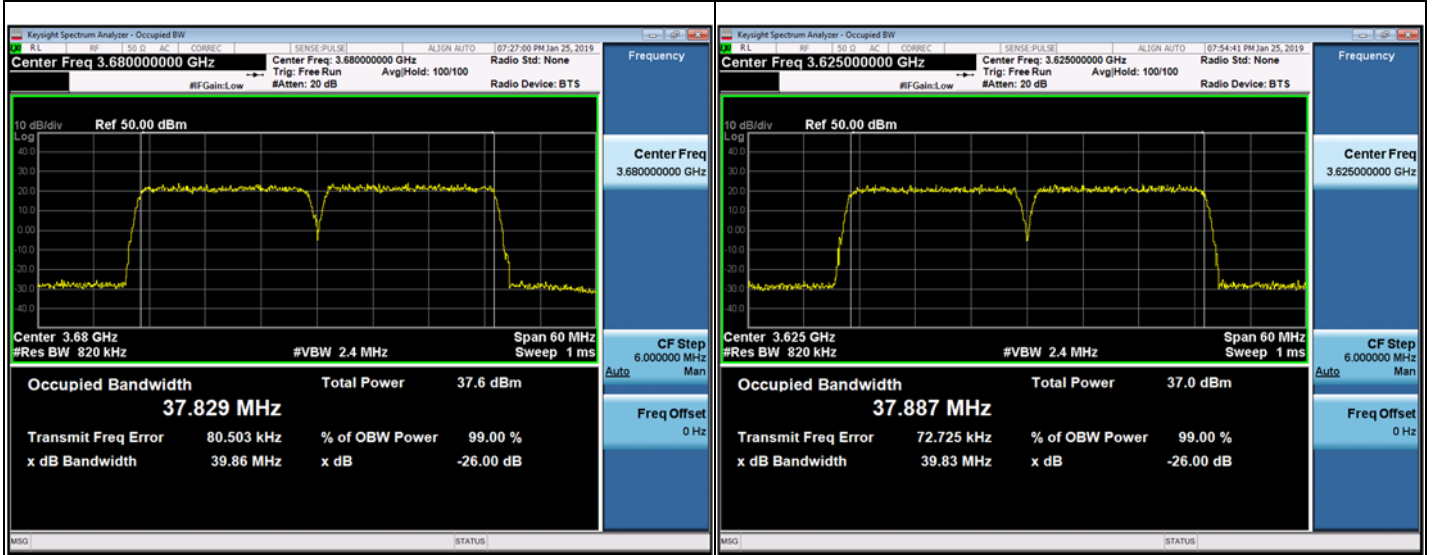 Keysight Spectrum Analyzer - Occupied BW
RL RF 50 Ω AC CORREC SENSE:PULSE ALIGN AUTO 07:27:00 PM Jan 25, 2019
Center Freq 3.680000000 GHz
Center Freq: 3.680000000 GHz
Radio Std: None
Trig: Free Run Avg|Hold: 100/100
#IFGain:Low
#Atten: 20 dB
Radio Device: BTS
10 dB/div Ref 50.00 dBm
Log
40.0
30.0
20.0
10.0
0.00
-10.0
-20.0
-30.0
-40.0
Center 3.68 GHz Span 60 MHz
#Res BW 820 kHz #VBW 2.4 MHz Sweep 1 ms
Occupied Bandwidth Total Power 37.6 dBm
37.829 MHz
Transmit Freq Error 80.503 kHz % of OBW Power 99.00 %
x dB Bandwidth 39.86 MHz x dB -26.00 dB
MSG STATUS
Frequency
Center Freq
3.680000000 GHz
CF Step
6.000000 MHz
Auto Man
Freq Offset
0 Hz
Keysight Spectrum Analyzer - Occupied BW
RL RF 50 Ω AC CORREC SENSE:PULSE ALIGN AUTO 07:54:41 PM Jan 25, 2019
Center Freq 3.625000000 GHz
Center Freq: 3.625000000 GHz
Radio Std: None
Trig: Free Run Avg|Hold: 100/100
#IFGain:Low
#Atten: 20 dB
Radio Device: BTS
10 dB/div Ref 50.00 dBm
Log
40.0
30.0
20.0
10.0
0.00
-10.0
-20.0
-30.0
-40.0
Center 3.625 GHz Span 60 MHz
#Res BW 820 kHz #VBW 2.4 MHz Sweep 1 ms
Occupied Bandwidth Total Power 37.0 dBm
37.887 MHz
Transmit Freq Error 72.725 kHz % of OBW Power 99.00 %
x dB Bandwidth 39.83 MHz x dB -26.00 dB
MSG STATUS
Frequency
Center Freq
3.625000000 GHz
CF Step
6.000000 MHz
Auto Man
Freq Offset
0 Hz